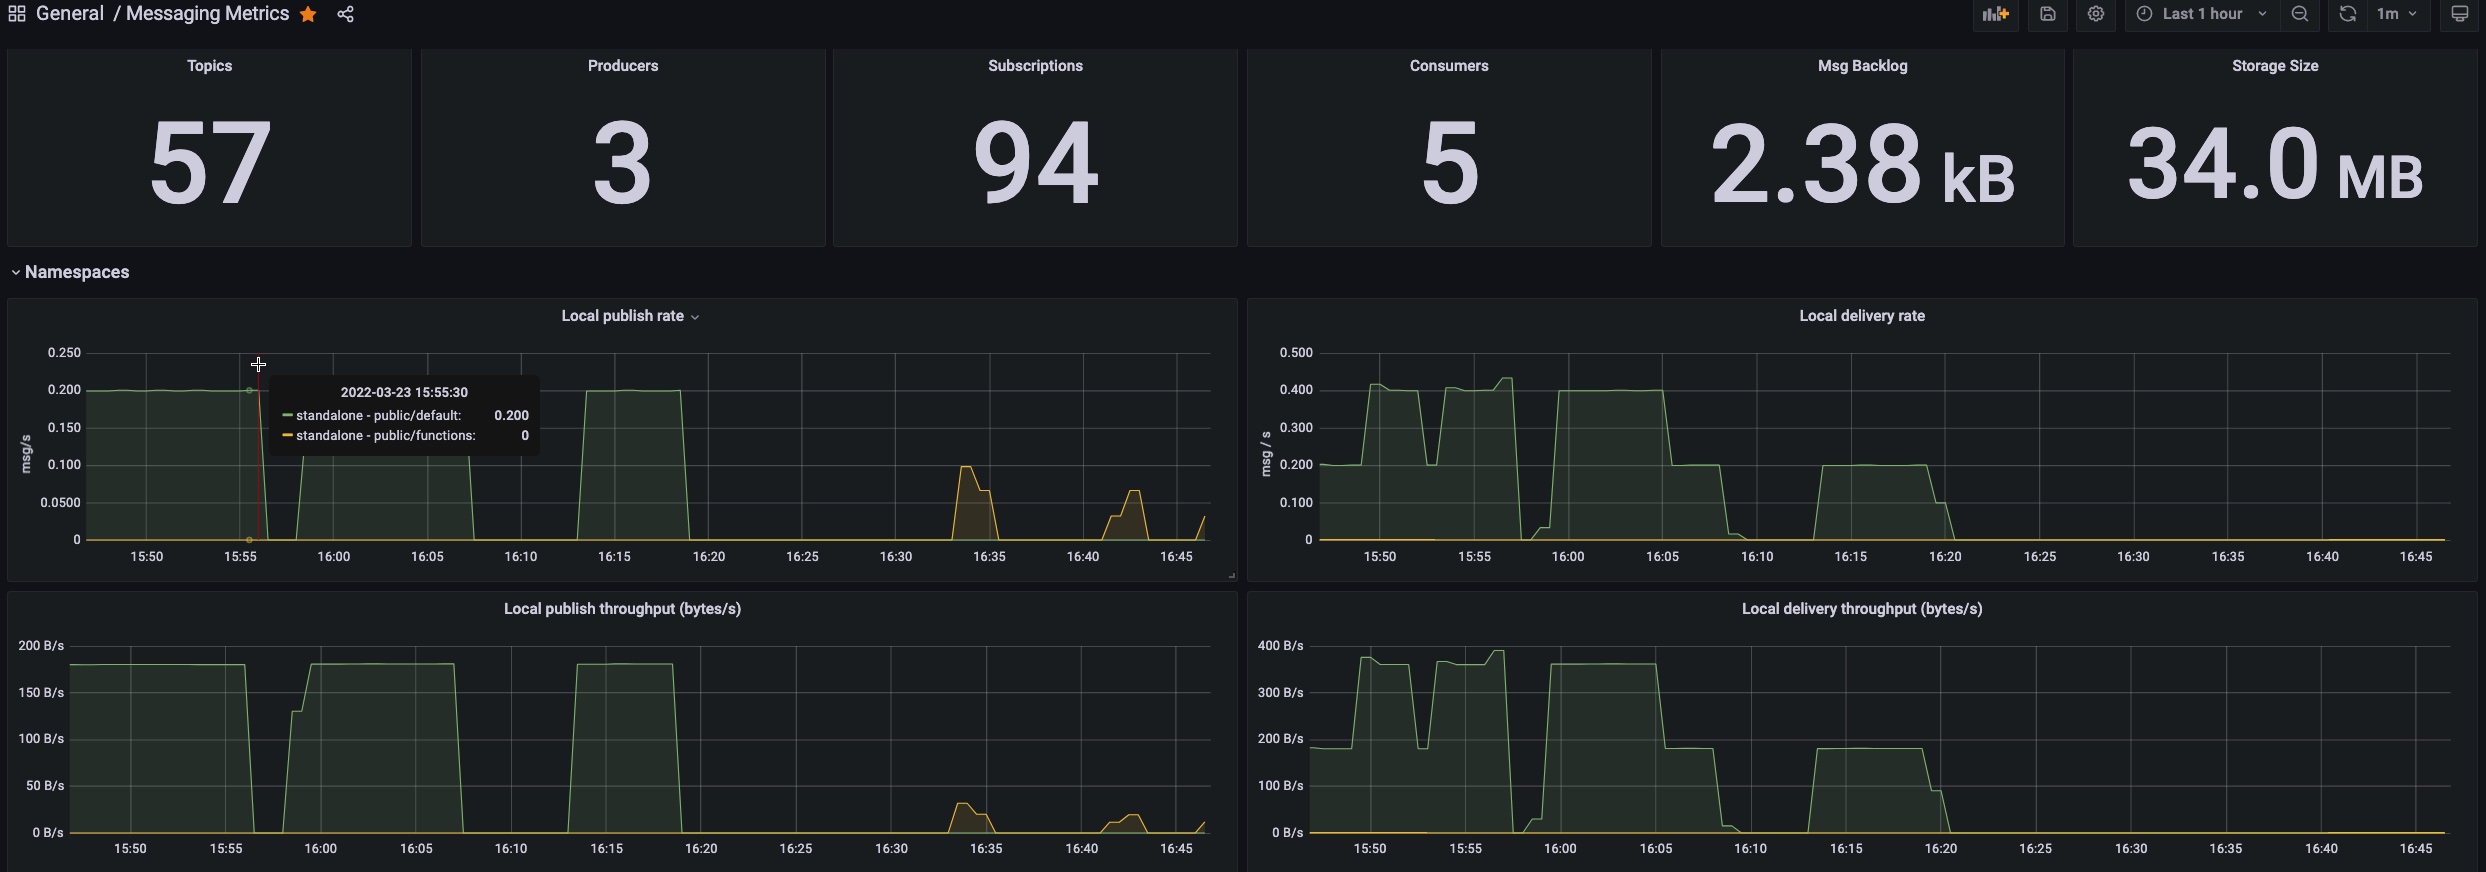 General / Messaging Metrics
Last 1 hour
1m
Topics
57
Producers
3
Subscriptions
94
Consumers
5
Msg Backlog
2.38 kB
Storage Size
34.0 MB
Namespaces
Local publish rate
msg/s
0.250
0.200
0.150
0.100
0.0500
0
15:50 15:55 16:00 16:05 16:10 16:15 16:20 16:25 16:30 16:35 16:40 16:45
2022-03-23 15:55:30
standalone - public/default: 0.200
standalone - public/functions: 0
Local delivery rate
msg / s
0.500
0.400
0.300
0.200
0.100
0
15:50 15:55 16:00 16:05 16:10 16:15 16:20 16:25 16:30 16:35 16:40 16:45
Local publish throughput (bytes/s)
200 B/s
150 B/s
100 B/s
50 B/s
0 B/s
15:50 15:55 16:00 16:05 16:10 16:15 16:20 16:25 16:30 16:35 16:40 16:45
Local delivery throughput (bytes/s)
400 B/s
300 B/s
200 B/s
100 B/s
0 B/s
15:50 15:55 16:00 16:05 16:10 16:15 16:20 16:25 16:30 16:35 16:40 16:45